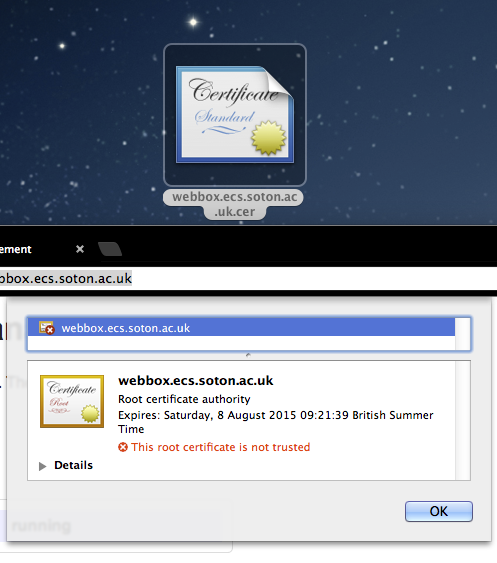 Certificate
Standard
webbox.ecs.soton.ac
.uk.cer
ement
bbox.ecs.soton.ac.uk
webbox.ecs.soton.ac.uk
Certificate
Root
webbox.ecs.soton.ac.uk
Root certificate authority
Expires: Saturday, 8 August 2015 09:21:39 British Summer
Time
This root certificate is not trusted
Details
OK
running